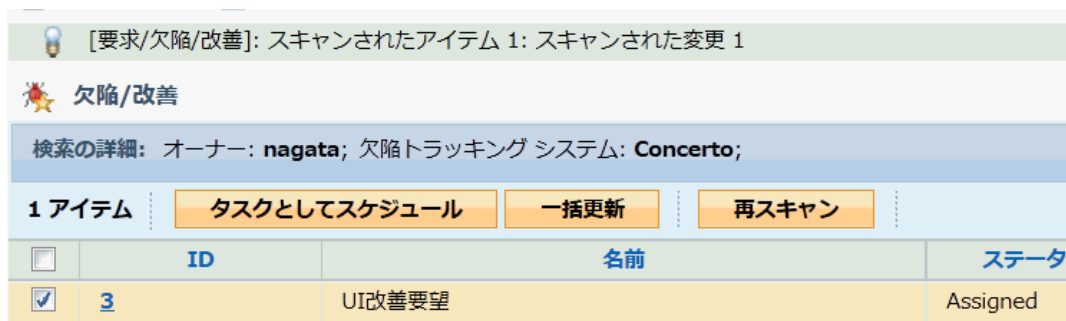 [要求/欠陥/改善]: スキャンされたアイテム 1: スキャンされた変更 1
欠陥/改善
検索の詳細: オーナー: nagata; 欠陥トラッキング システム: Concerto;
1 アイテム タスクとしてスケジュール 一括更新 再スキャン
ID 名前 ステータ
3 UI改善要望 Assigned